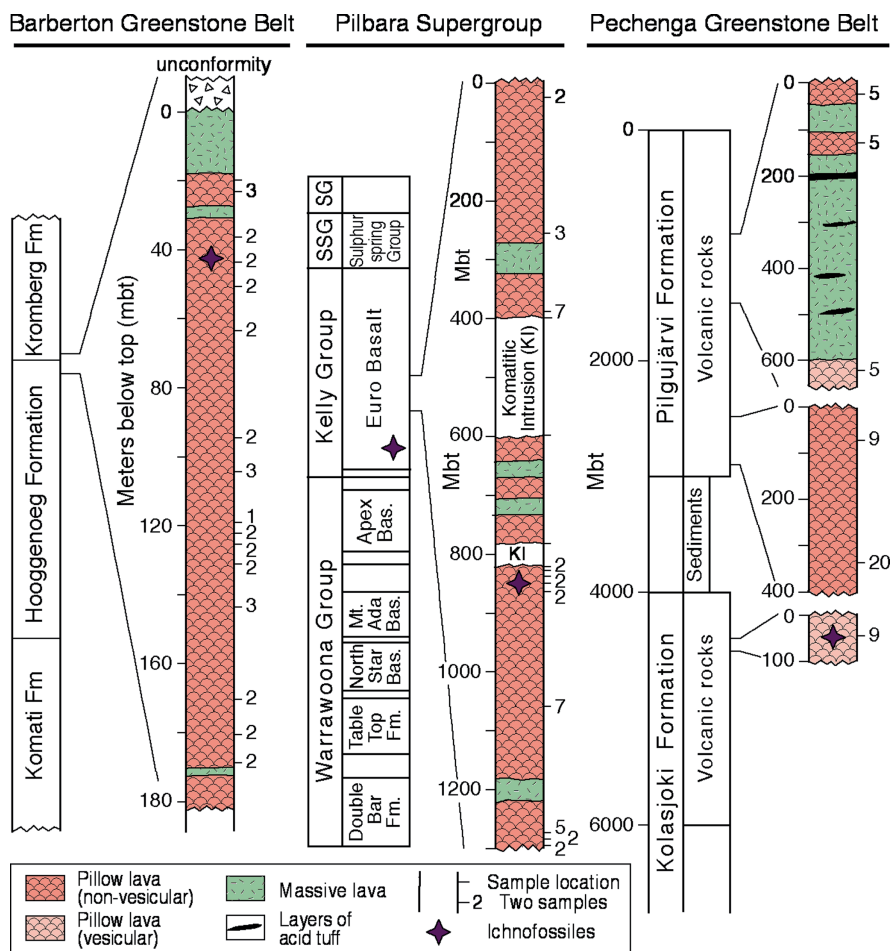 Barberton Greenstone Belt
unconformity
0
40
80
120
160
180
Meters below top (mbt)
3
2
2
2
2
2
3
1
2
2
2
3
2
2
2
Kromberg Fm
Hooggenoeg Formation
Komati Fm
Pilbara Supergroup
SG
SSG
Sulphur
spring
Group
Kelly Group
Euro Basalt
Warrawoona Group
Apex
Bas.
Mt.
Ada
Bas.
North
Star
Bas.
Table
Top
Fm.
Double
Bar
Fm.
0
200
Mbt
400
600
Mbt
800
1000
1200
Komatitic
Intrusion (KI)
KI
2
3
7
2
2
2
7
5
2
2
Pechenga Greenstone Belt
0
2000
Mbt
4000
6000
Pilgujärvi Formation
Volcanic rocks
Sediments
Kolasjoki Formation
Volcanic rocks
0
200
400
600
5
5
5
0
200
400
9
20
0
100
9
Pillow lava
(non-vesicular)
Pillow lava
(vesicular)
Massive lava
Layers of
acid tuff
Sample location
2 Two samples
Ichnofossiles